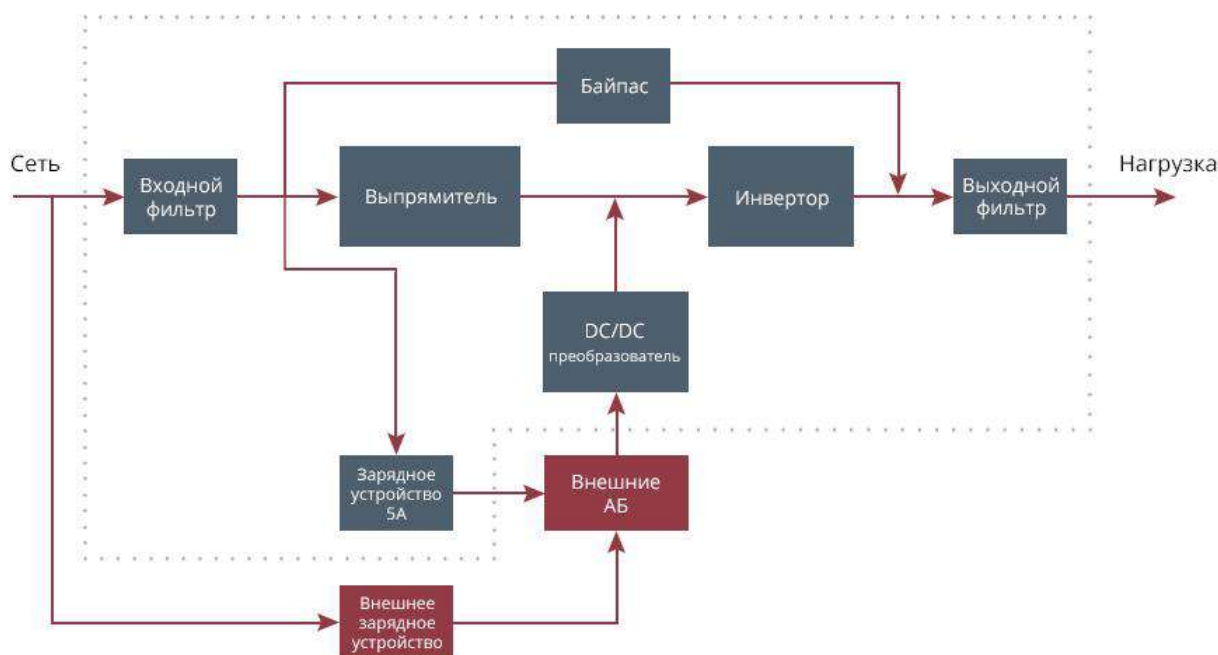 Байпас
Сеть
Входной
фильтр
Выпрямитель
Инвертор
Выходной
фильтр
Нагрузка
DC/DC
преобразователь
Зарядное
устройство
5А
Внешние
АБ
Внешнее
зарядное
устройство